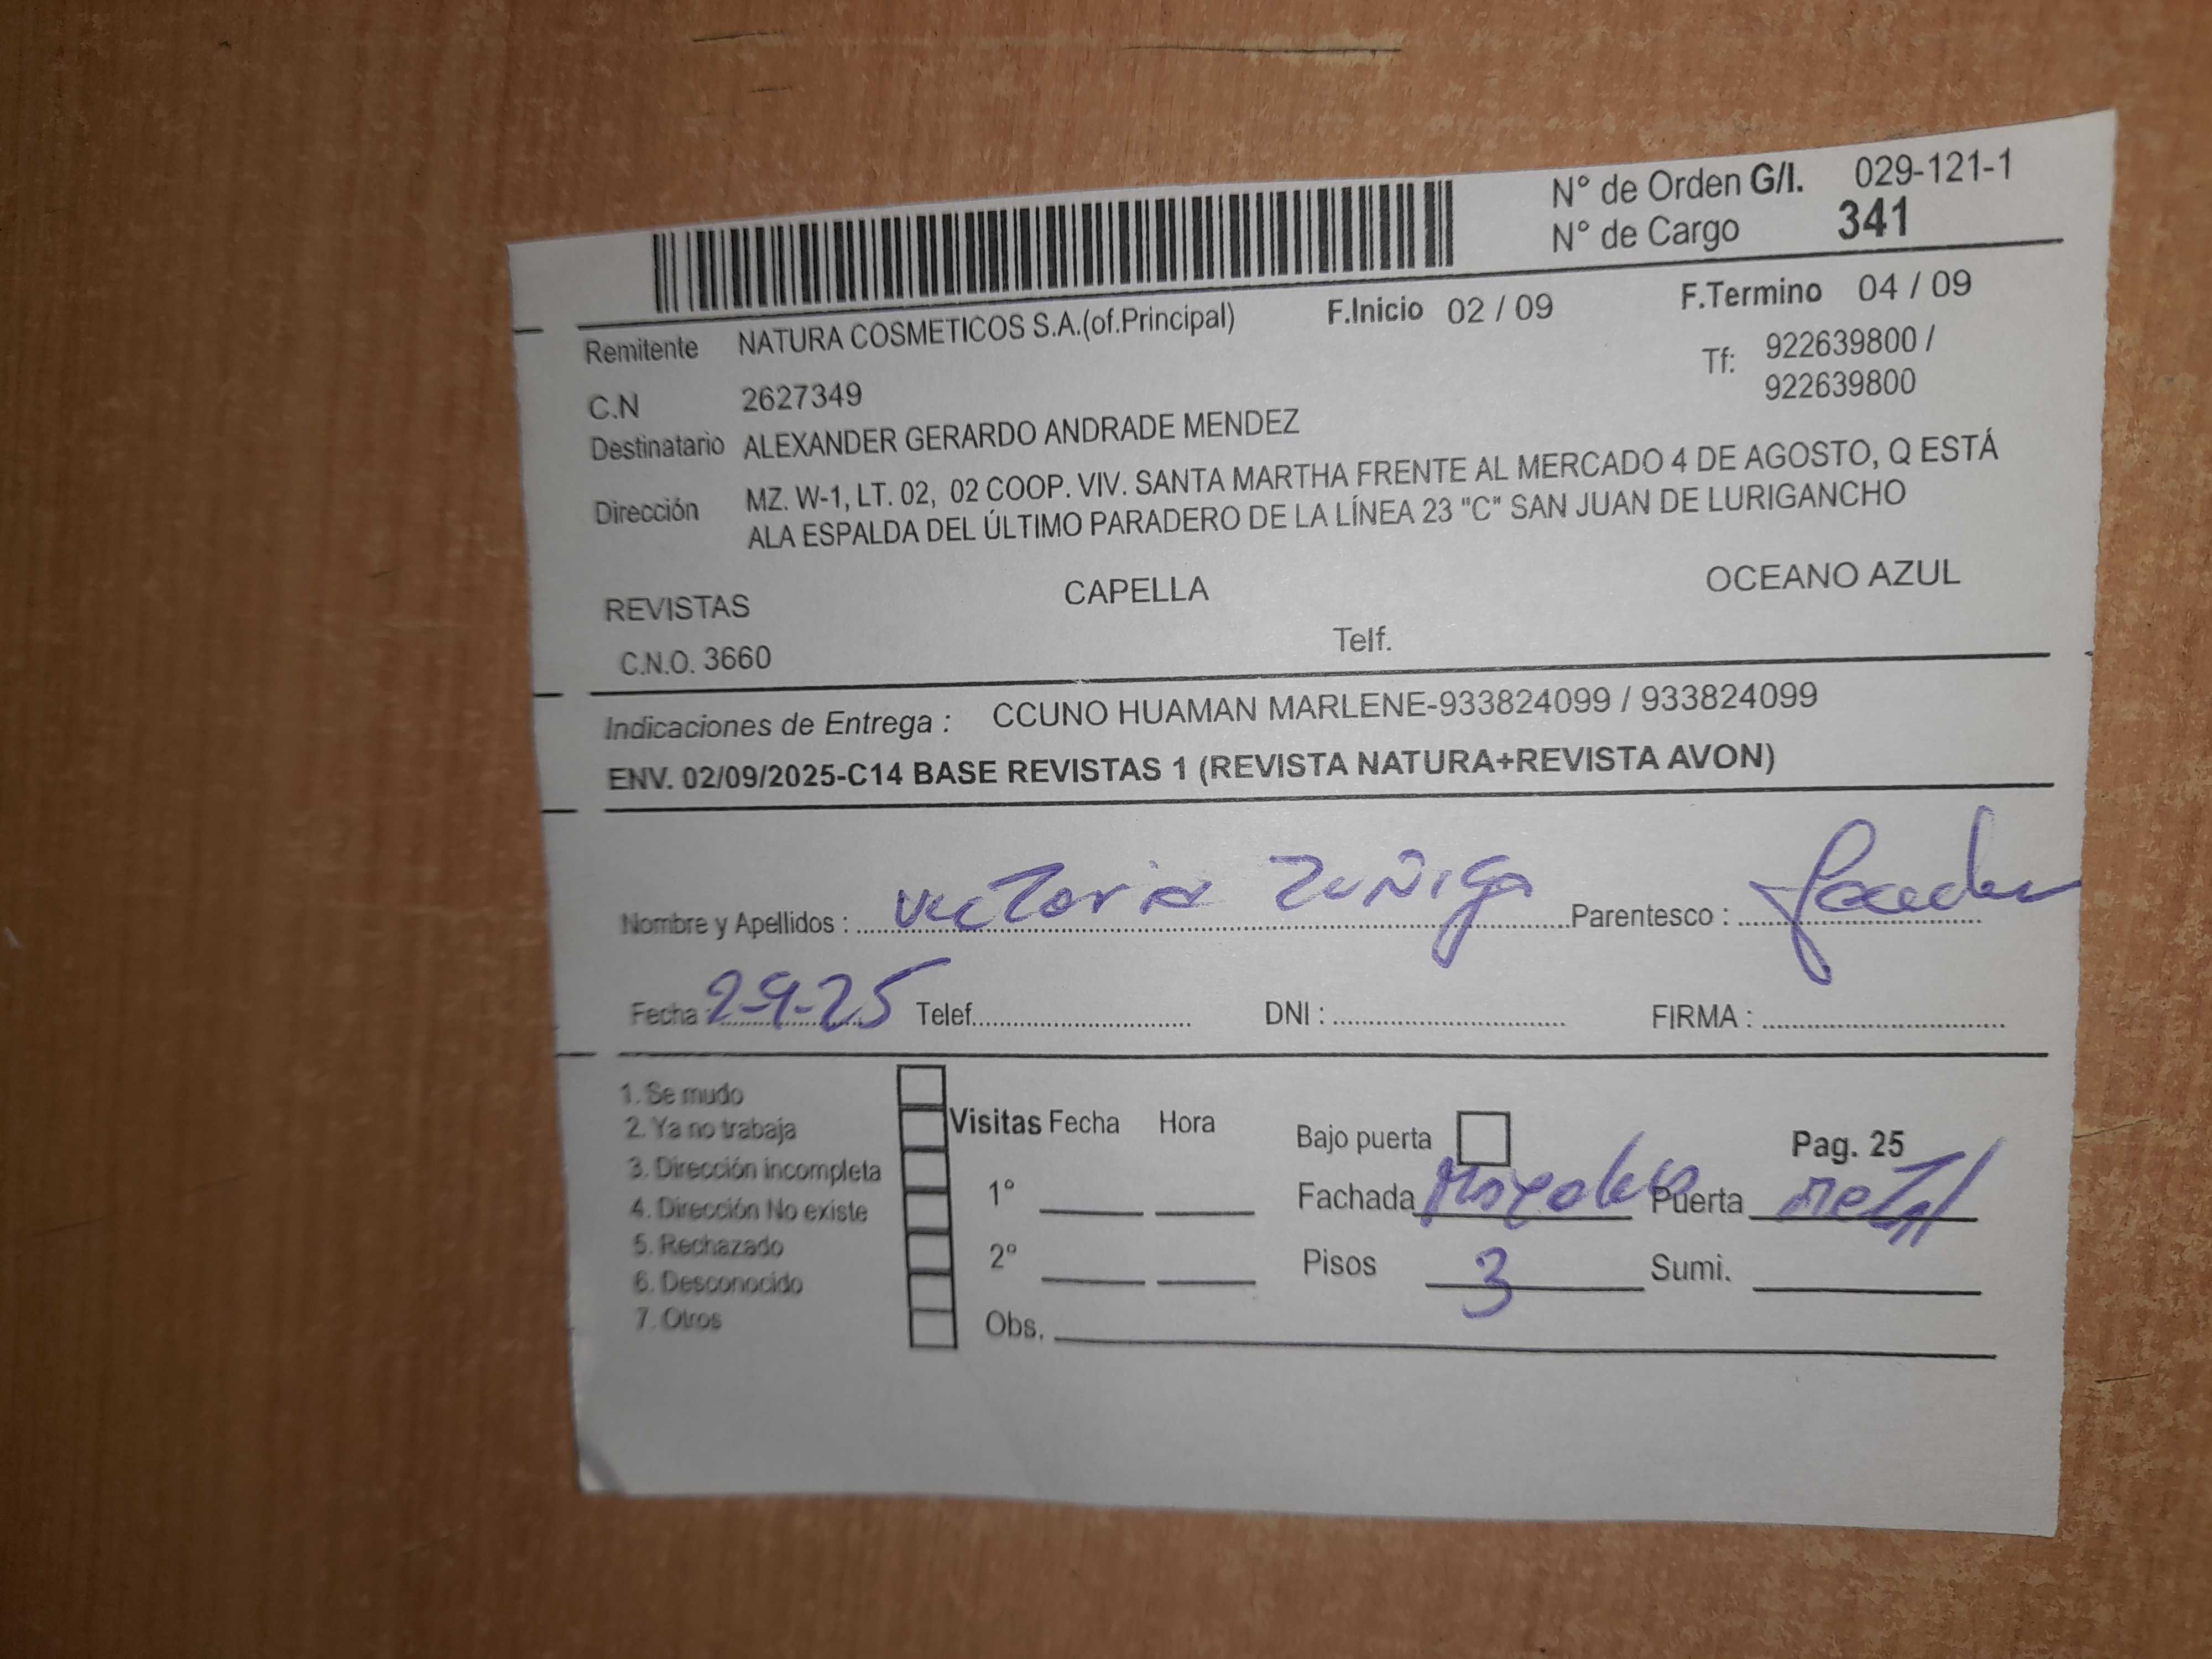 N° de Orden G/I. 029-121-1
N° de Cargo 341
Remitente NATURA COSMETICOS S.A.(of.Principal) F.Inicio 02 / 09 F.Termino 04 / 09
C.N 2627349 Tf: 922639800 /
922639800
Destinatario ALEXANDER GERARDO ANDRADE MENDEZ
Dirección MZ. W-1, LT. 02, 02 COOP. VIV. SANTA MARTHA FRENTE AL MERCADO 4 DE AGOSTO, Q ESTÁ
ALA ESPALDA DEL ÚLTIMO PARADERO DE LA LÍNEA 23 "C" SAN JUAN DE LURIGANCHO
REVISTAS CAPELLA OCEANO AZUL
C.N.O. 3660 Telf.
Indicaciones de Entrega : CCUNO HUAMAN MARLENE-933824099 / 933824099
ENV. 02/09/2025-C14 BASE REVISTAS 1 (REVISTA NATURA+REVISTA AVON)
Nombre y Apellidos : Victoria Zuñiga Parentesco :
Fecha : 2-9-25 Telef. DNI : FIRMA :
1. Se mudo
2. Ya no trabaja Visitas Fecha Hora Bajo puerta Pag. 25
3. Dirección incompleta
4. Dirección No existe 1° Fachada Puerta metal
5. Rechazado
6. Desconocido 2° Pisos 3 Sumi.
7. Otros Obs.